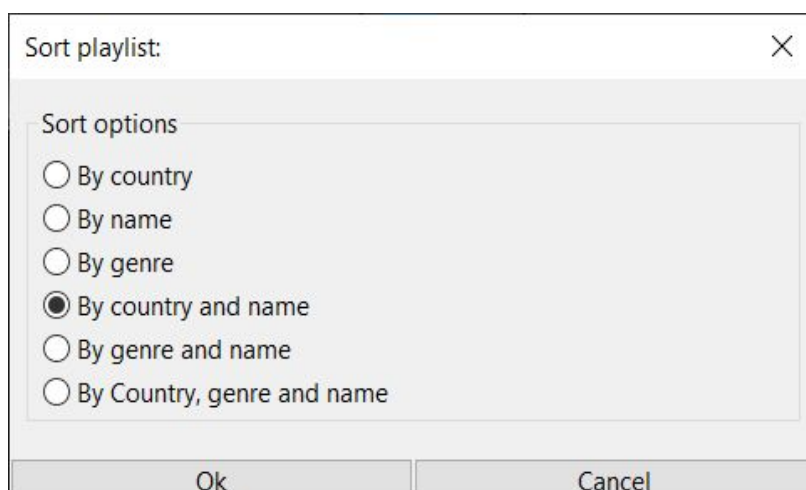 Sort playlist:
Sort options
By country
By name
By genre
By country and name
By genre and name
By Country, genre and name
Ok
Cancel